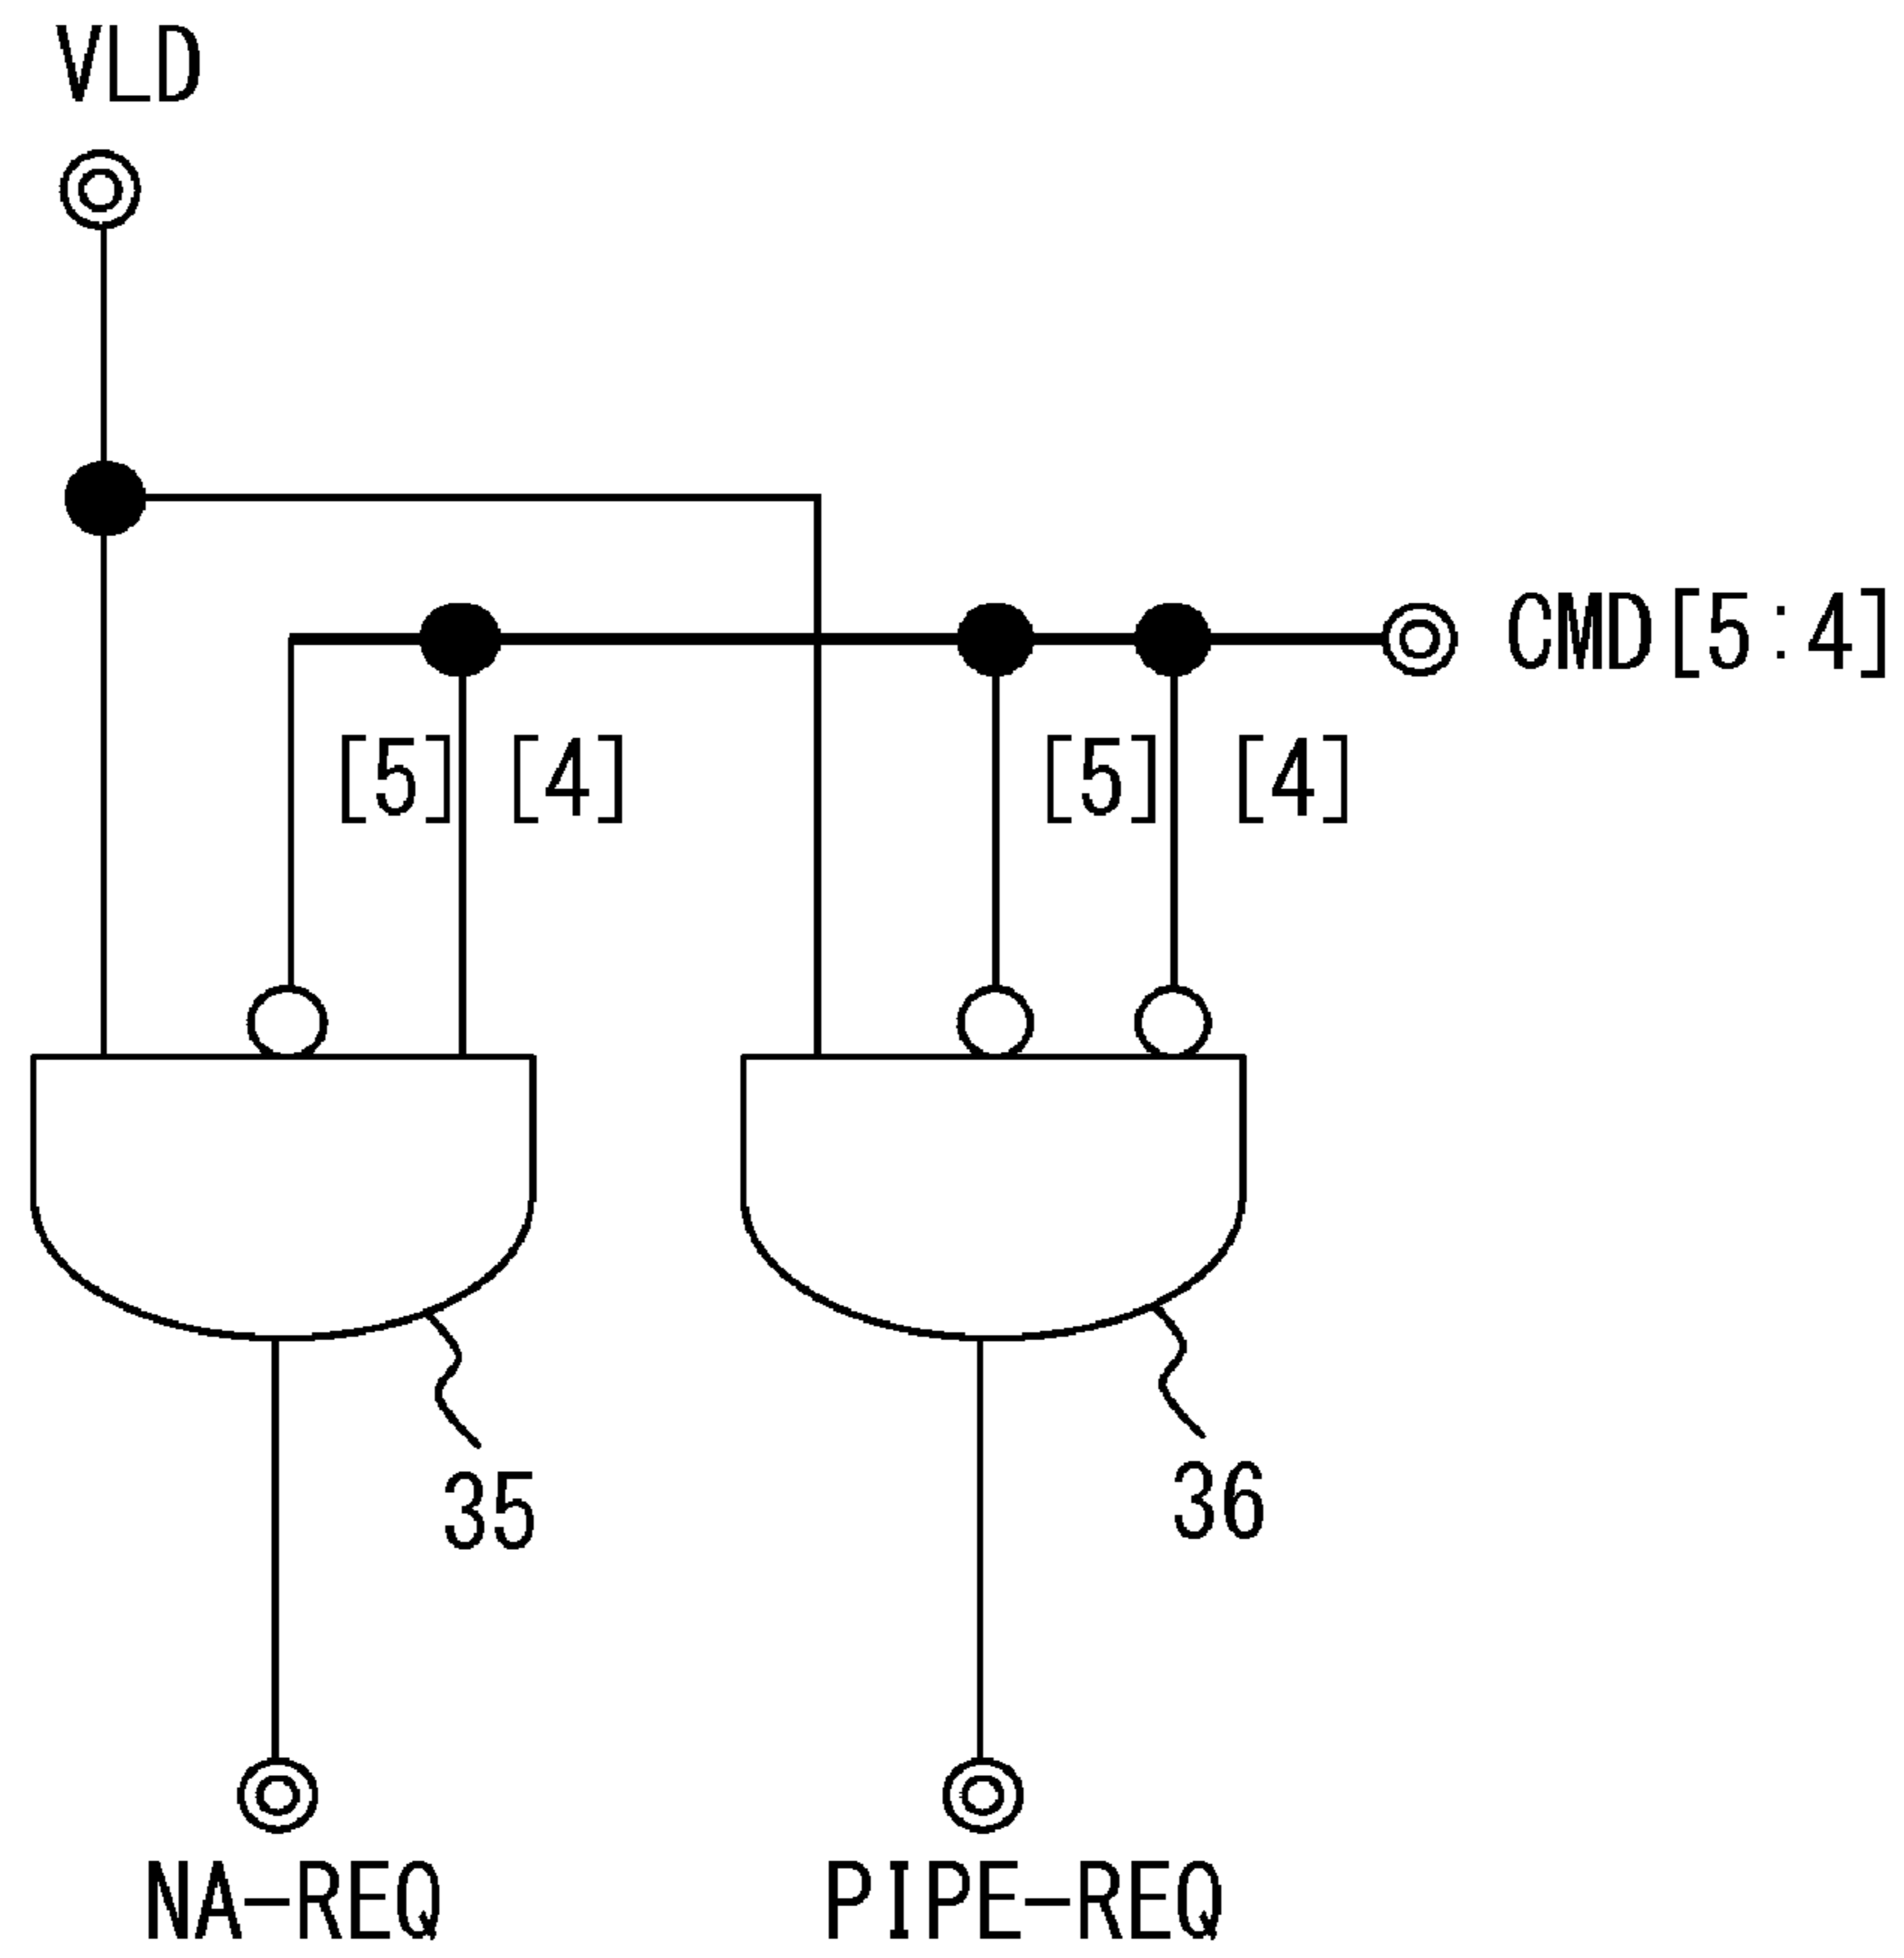 VLD
CMD[5:4]
[5] [4] [5] [4]
35
36
NA-REQ
PIPE-REQ